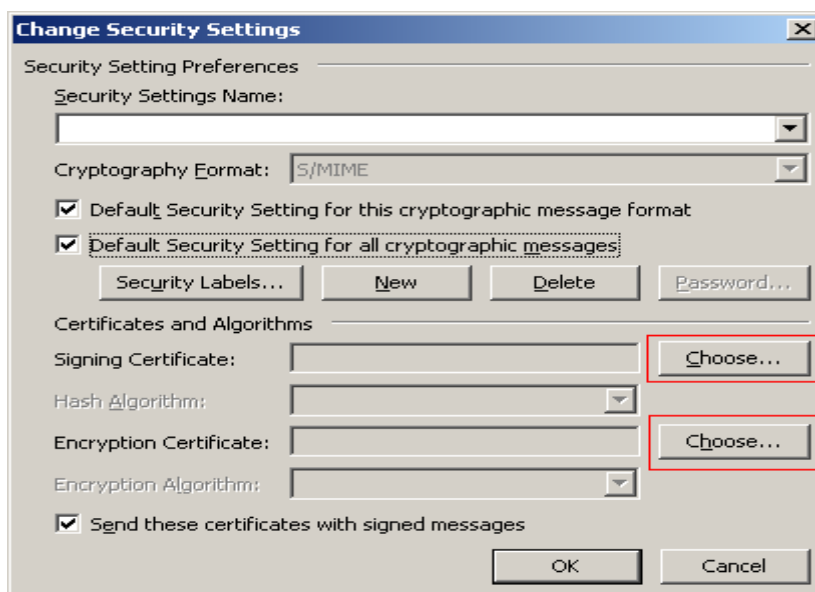 Change Security Settings
Security Setting Preferences
Security Settings Name:
Cryptography Format: S/MIME
Default Security Setting for this cryptographic message format
Default Security Setting for all cryptographic messages
Security Labels... New Delete Password...
Certificates and Algorithms
Signing Certificate: Choose...
Hash Algorithm:
Encryption Certificate: Choose...
Encryption Algorithm:
Send these certificates with signed messages
OK Cancel